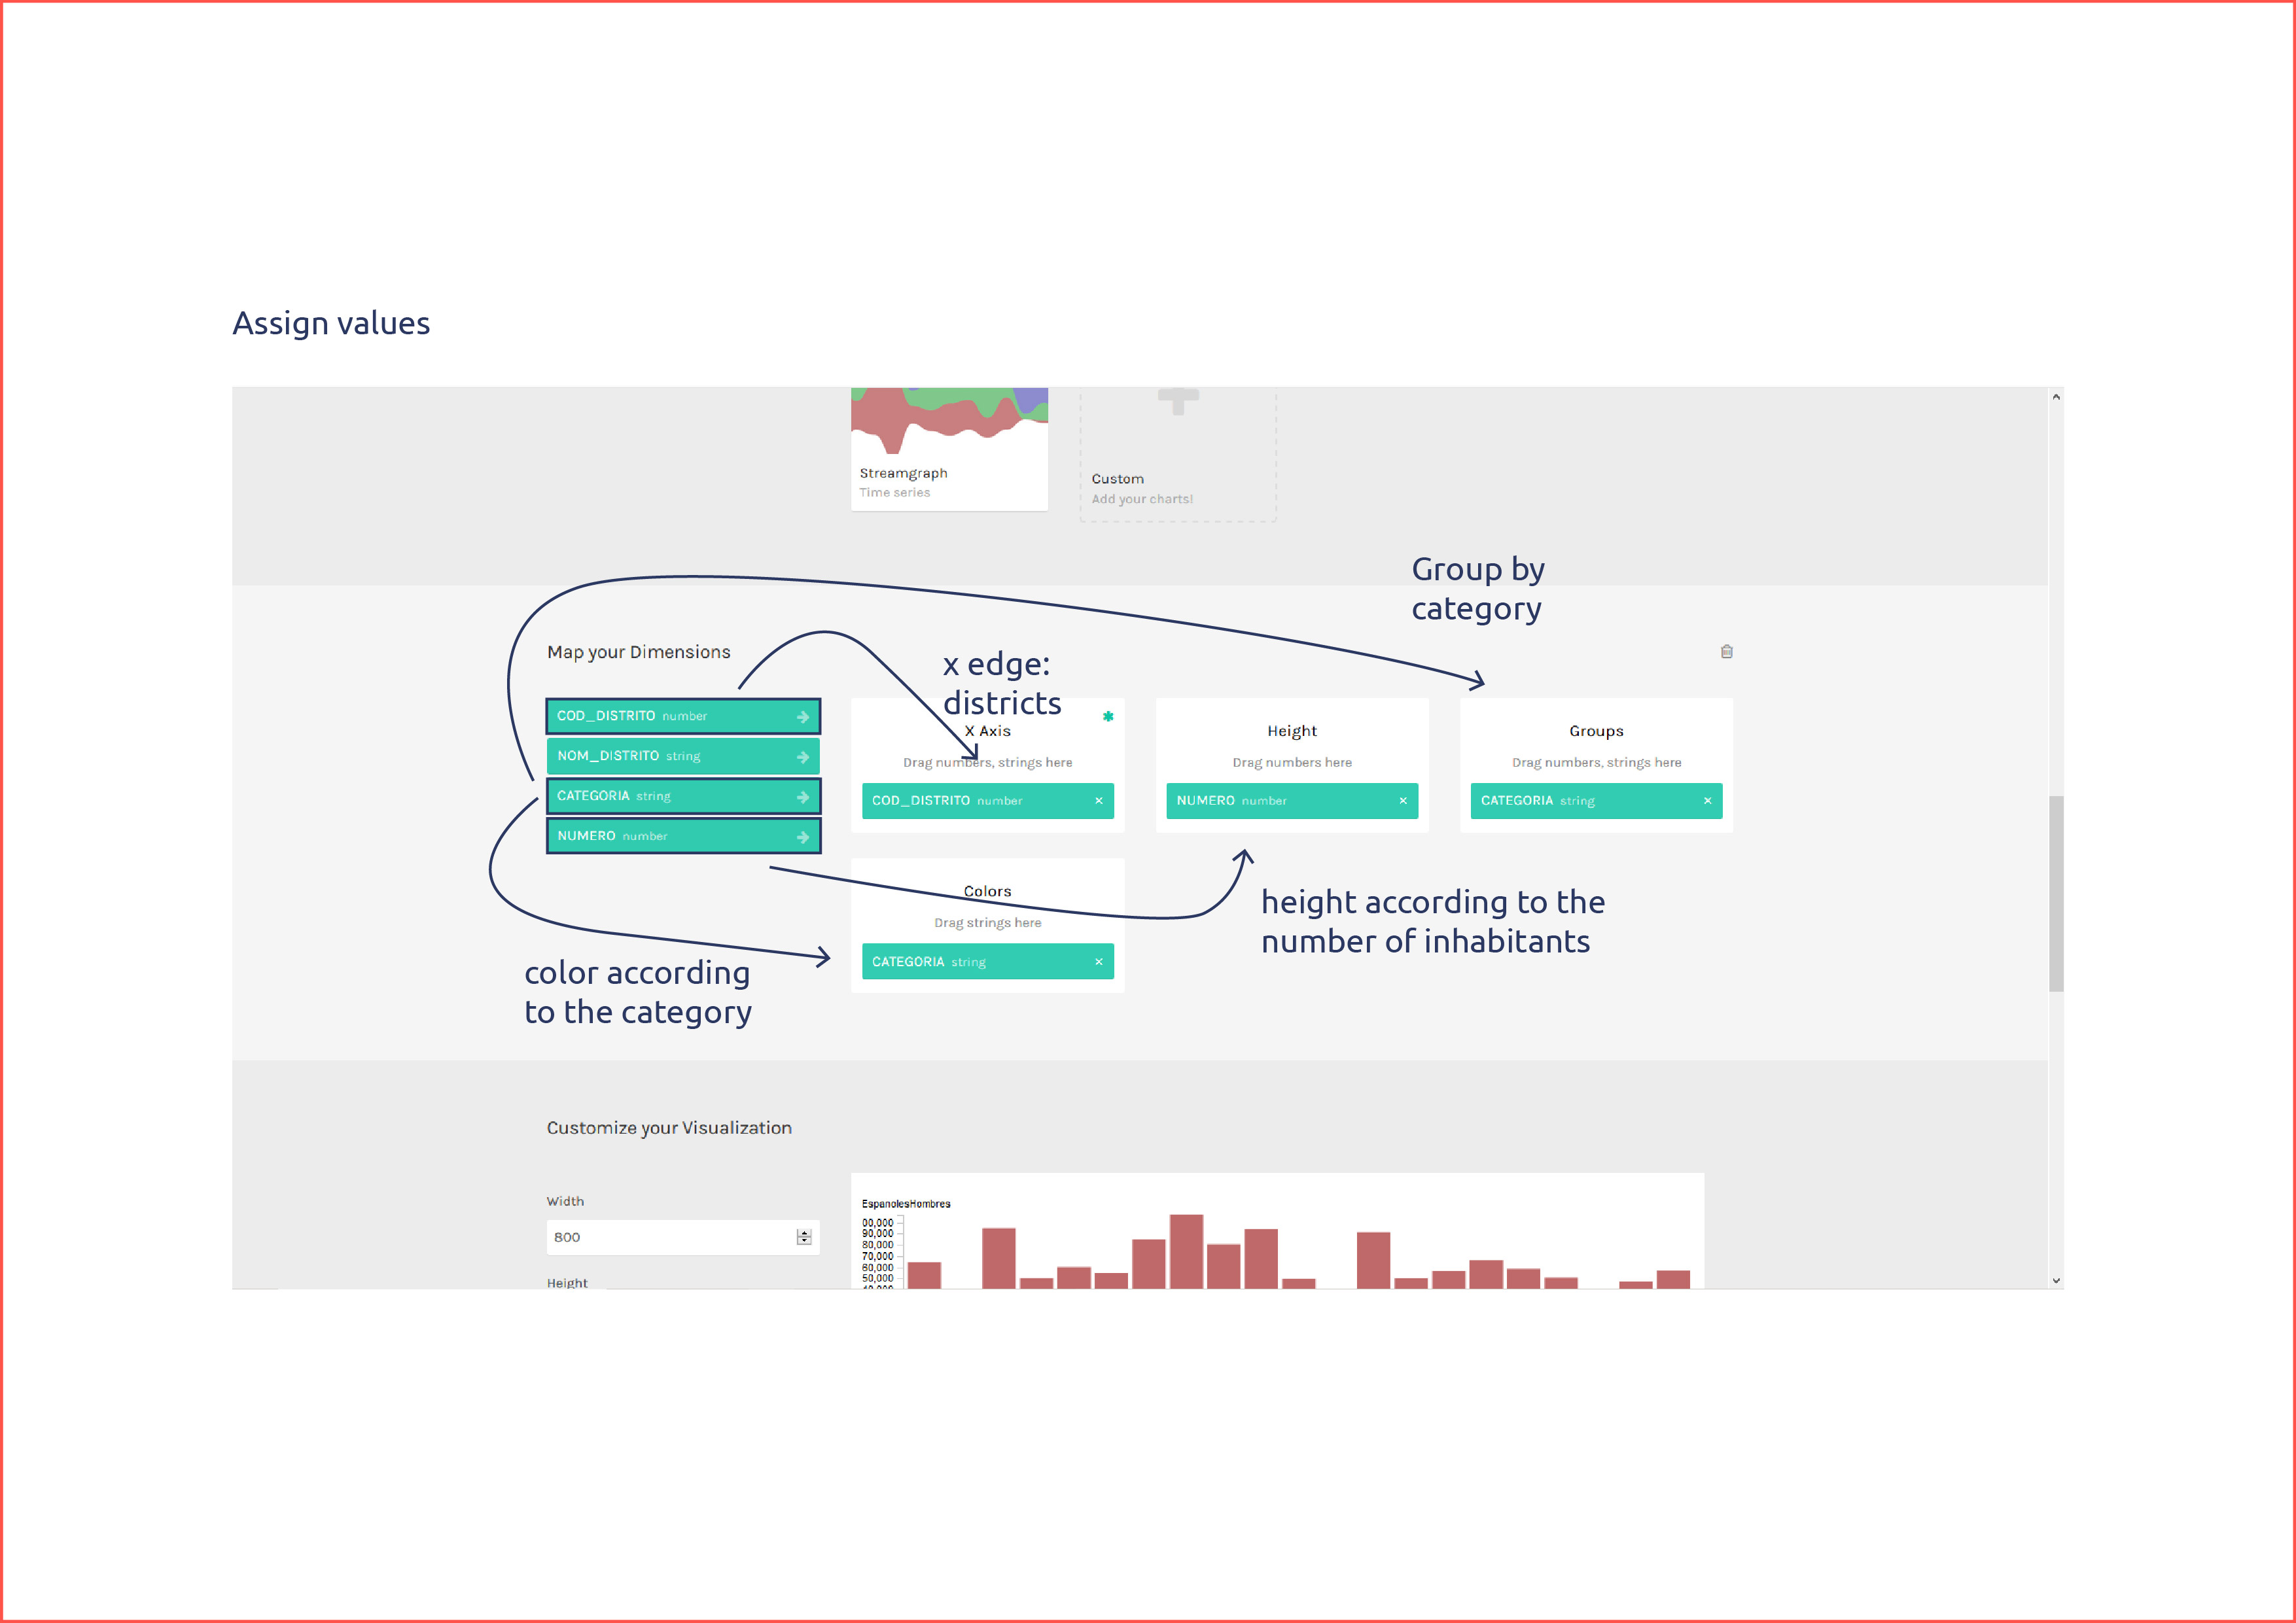 Assign values
Streamgraph
Time series
Custom
Add your charts!
Group by
category
Map your Dimensions
x edge:
districts
COD_DISTRITO number
NOM_DISTRITO string
CATEGORIA string
NUMERO number
X Axis
Drag numbers, strings here
COD_DISTRITO number
Height
Drag numbers here
NUMERO number
Groups
Drag numbers, strings here
CATEGORIA string
Colors
Drag strings here
CATEGORIA string
height according to the
number of inhabitants
color according
to the category
Customize your Visualization
Width
800
Height
EspanolesHombres
00,000
90,000
80,000
70,000
60,000
50,000